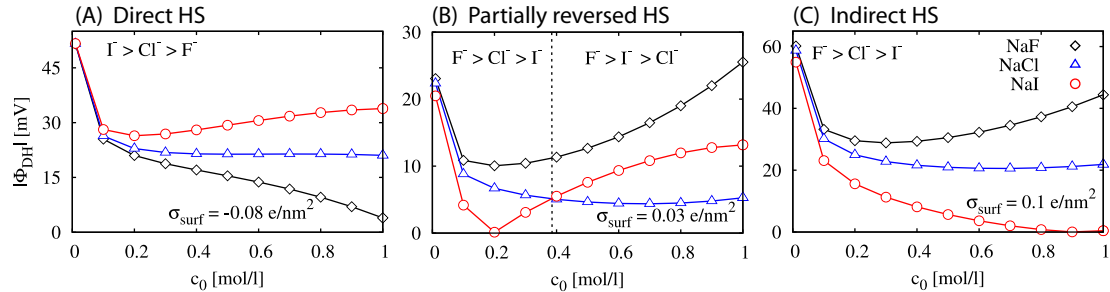 (A) Direct HS
I⁻ > Cl⁻ > F⁻
|Φ_DH| [mV]
60
45
30
15
0
σ_surf = -0.08 e/nm²
0 0.2 0.4 0.6 0.8 1
c₀ [mol/l]
(B) Partially reversed HS
F⁻ > Cl⁻ > I⁻ F⁻ > I⁻ > Cl⁻
30
20
10
0
σ_surf = 0.03 e/nm²
0 0.2 0.4 0.6 0.8 1
c₀ [mol/l]
(C) Indirect HS
F⁻ > Cl⁻ > I⁻
NaF
NaCl
NaI
60
40
20
0
σ_surf = 0.1 e/nm²
0 0.2 0.4 0.6 0.8 1
c₀ [mol/l]